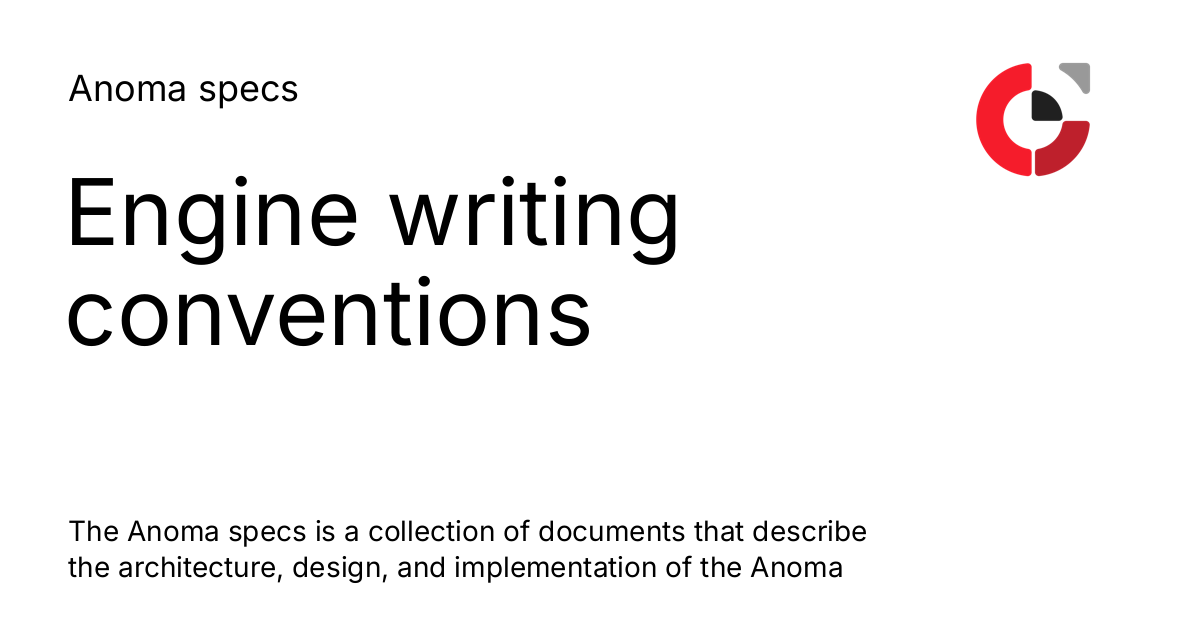 Anoma specs
Engine writing
conventions
The Anoma specs is a collection of documents that describe
the architecture, design, and implementation of the Anoma